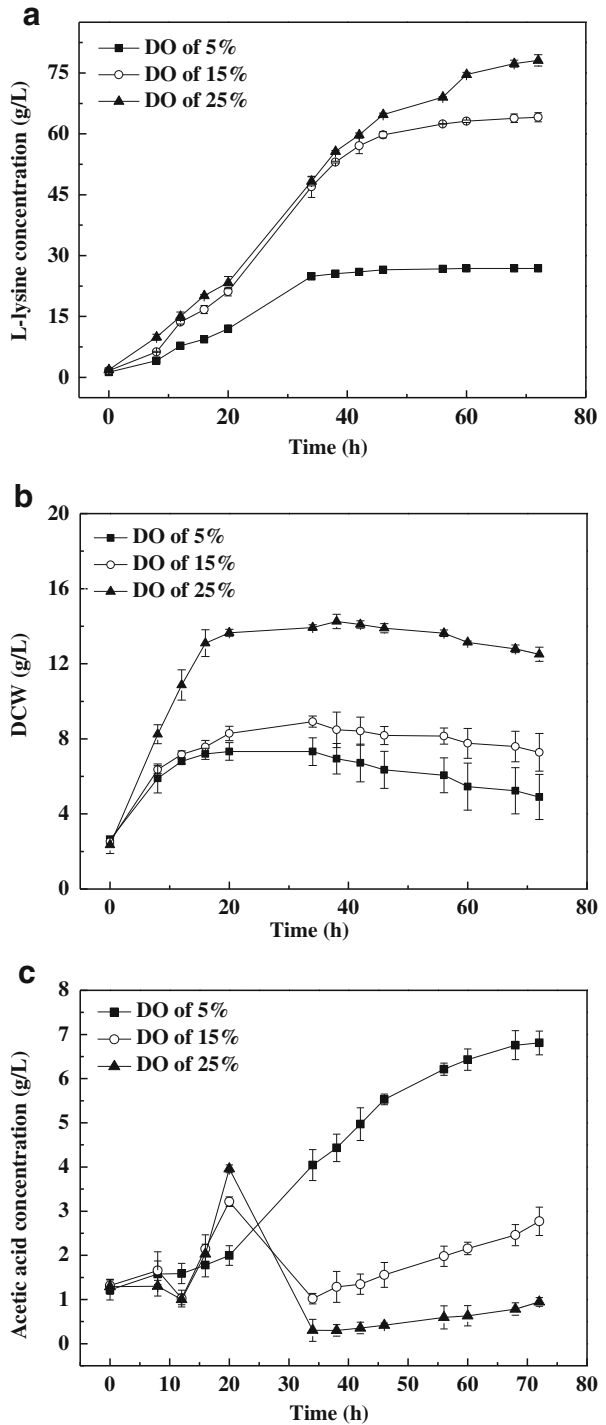 a
DO of 5%
DO of 15%
DO of 25%
75
60
45
30
15
0
L-lysine concentration (g/L)
0 20 40 60 80
Time (h)
b
20
DO of 5%
DO of 15%
DO of 25%
16
12
8
4
0
DCW (g/L)
0 20 40 60 80
Time (h)
c
8
DO of 5%
DO of 15%
DO of 25%
7
6
5
4
3
2
1
0
Acetic acid concentration (g/L)
0 10 20 30 40 50 60 70 80
Time (h)